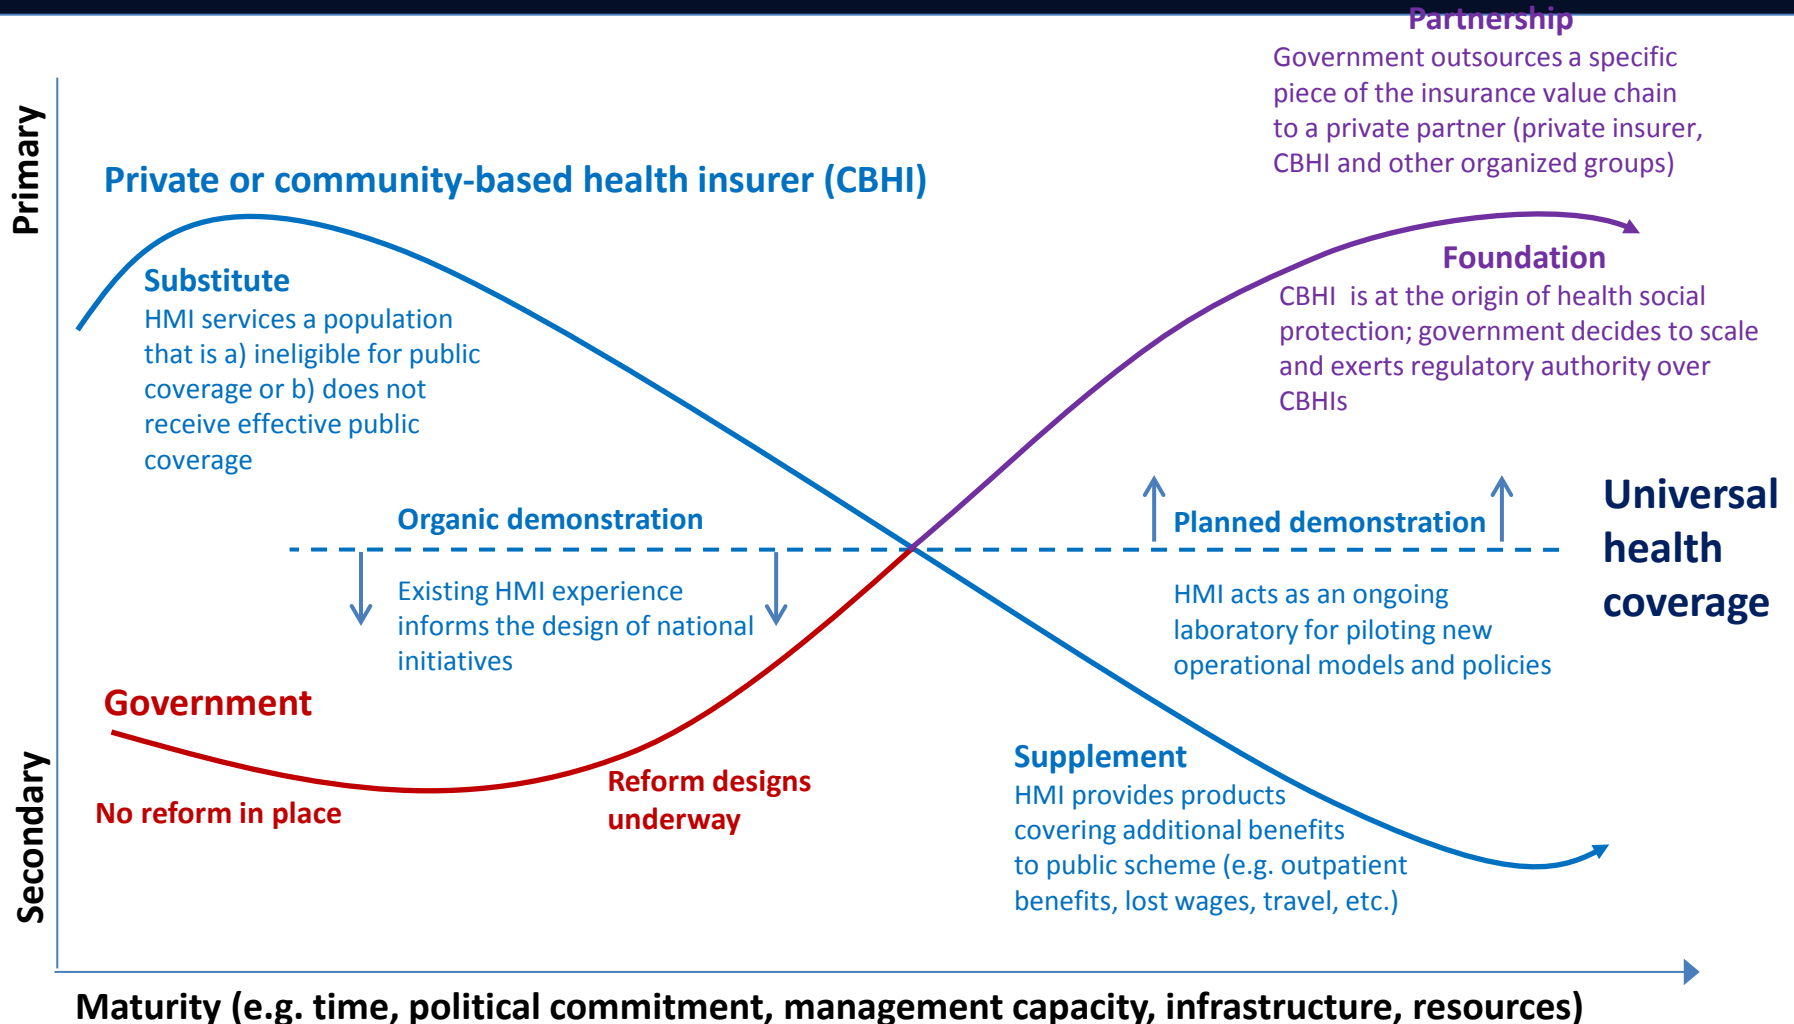 Partnership
Government outsources a specific
piece of the insurance value chain
to a private partner (private insurer,
CBHI and other organized groups)
Primary
Private or community-based health insurer (CBHI)
Substitute
HMI services a population
that is a) ineligible for public
coverage or b) does not
receive effective public
coverage
Foundation
CBHI is at the origin of health social
protection; government decides to scale
and exerts regulatory authority over
CBHIs
Organic demonstration
Existing HMI experience
informs the design of national
initiatives
Planned demonstration
HMI acts as an ongoing
laboratory for piloting new
operational models and policies
Universal
health
coverage
Government
No reform in place
Reform designs
underway
Supplement
HMI provides products
covering additional benefits
to public scheme (e.g. outpatient
benefits, lost wages, travel, etc.)
Secondary
Maturity (e.g. time, political commitment, management capacity, infrastructure, resources)